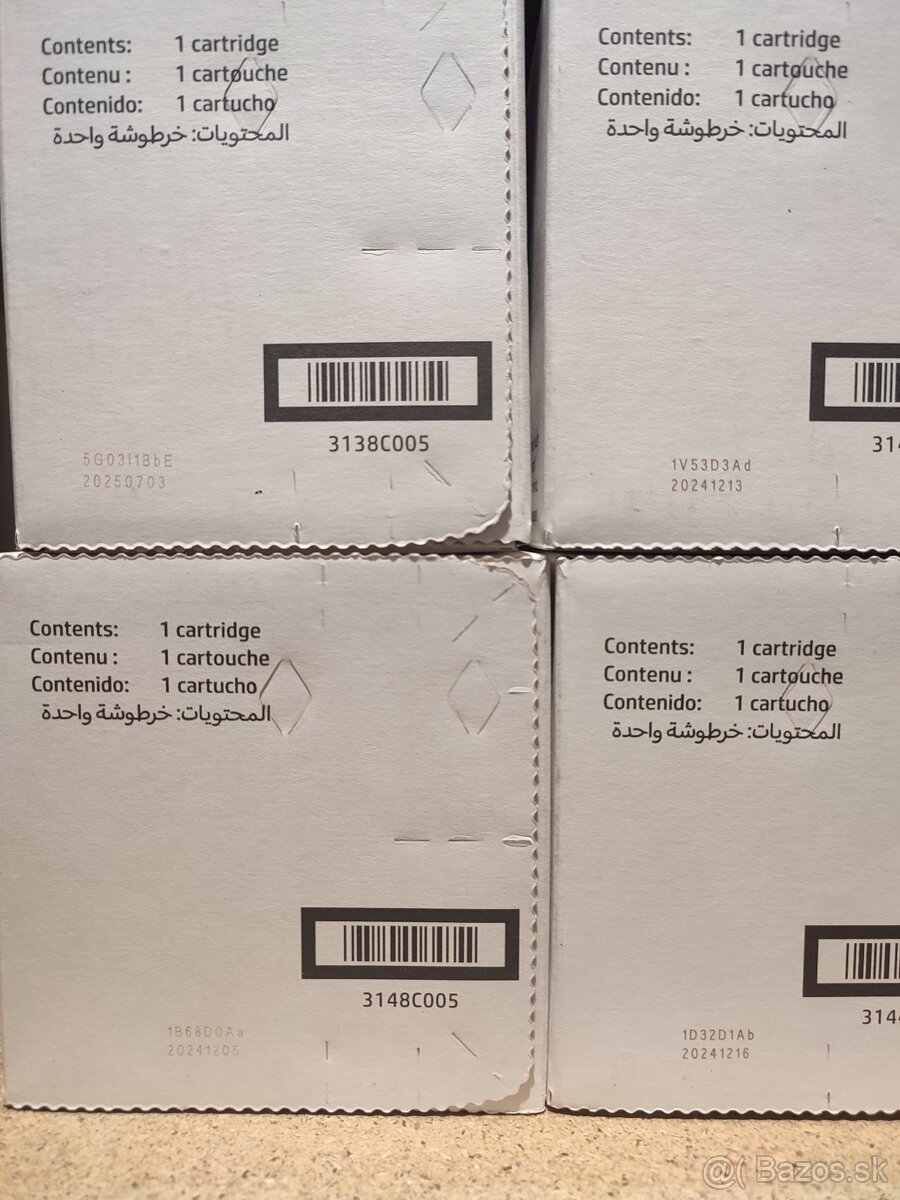 Contents: 1 cartridge
Contenu : 1 cartouche
Contenido: 1 cartucho
المحتويات: خرطوشة واحدة
3138C005
5G03I1BbE
20250703
Contents: 1 cartridge
Contenu : 1 cartouche
Contenido: 1 cartucho
المحتويات: خرطوشة واحدة
1V53D3Ad
20241213
Contents: 1 cartridge
Contenu : 1 cartouche
Contenido: 1 cartucho
المحتويات: خرطوشة واحدة
3148C005
1B68D0Aa
20241205
Contents: 1 cartridge
Contenu : 1 cartouche
Contenido: 1 cartucho
المحتويات: خرطوشة واحدة
1D32D1Ab
20241216
@( Bazos.sk